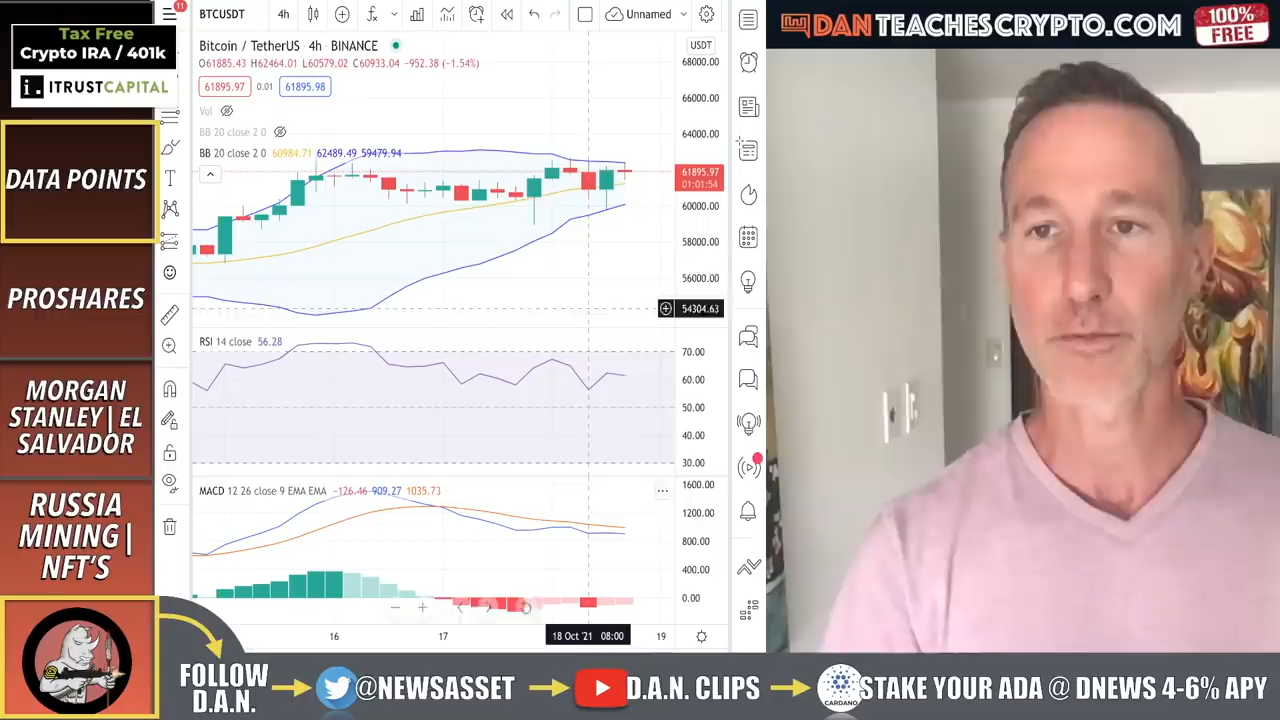 Tax Free
Crypto IRA / 401k
i. ITRUSTCAPITAL
DATA POINTS
PROSHARES
MORGAN
STANLEY | EL
SALVADOR
RUSSIA
MINING |
NFT'S
11
BTCUSDT 4h Unnamed
Bitcoin / TetherUS · 4h · BINANCE
O61885.43 H62464.01 L60579.02 C60933.04 −952.38 (−1.54%)
61895.97 0.01 61895.98
Vol
BB 20 close 2 0
BB 20 close 2 0 60984.71 62489.49 59479.94
USDT
68000.00
66000.00
64000.00
61895.97
01:01:54
60000.00
58000.00
56000.00
54304.63
RSI 14 close 56.28
70.00
60.00
50.00
40.00
30.00
MACD 12 26 close 9 EMA EMA −126.46 909.27 1035.73
1600.00
1200.00
800.00
400.00
0.00
16 17 18 Oct '21 08:00 19
DANTEACHESCRYPTO.COM
100%
FREE
FOLLOW
D.A.N.
@NEWSASSET
D.A.N. CLIPS
CARDANO
STAKE YOUR ADA @ DNEWS 4-6% APY